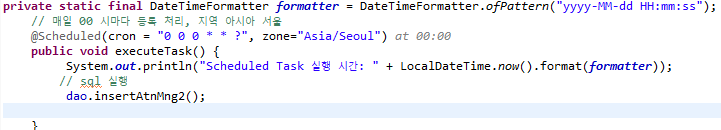 private static final DateTimeFormatter formatter = DateTimeFormatter.ofPattern("yyyy-MM-dd HH:mm:ss");
// 매일 00 시마다 등록 처리, 지역 아시아 서울
@Scheduled(cron = "0 0 0 * * ?", zone="Asia/Seoul") at 00:00
public void executeTask() {
System.out.println("Scheduled Task 실행 시간: " + LocalDateTime.now().format(formatter));
// sql 실행
dao.insertAtnMng2();
}